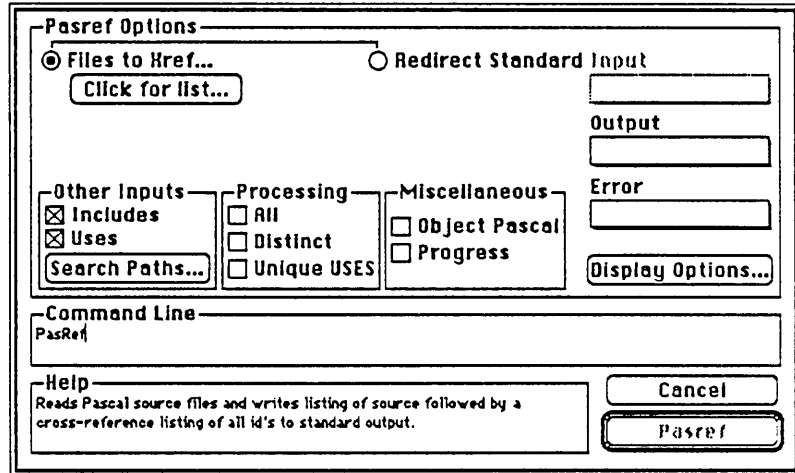 Pasref Options
Files to Xref...
Redirect Standard Input
Click for list...
Output
Other Inputs
Processing
Miscellaneous
Error
Includes
All
Object Pascal
Uses
Distinct
Progress
Search Paths...
Unique USES
Display Options...
Command Line
PasRef
Help
Reads Pascal source files and writes listing of source followed by a
cross-reference listing of all id's to standard output.
Cancel
Pasref